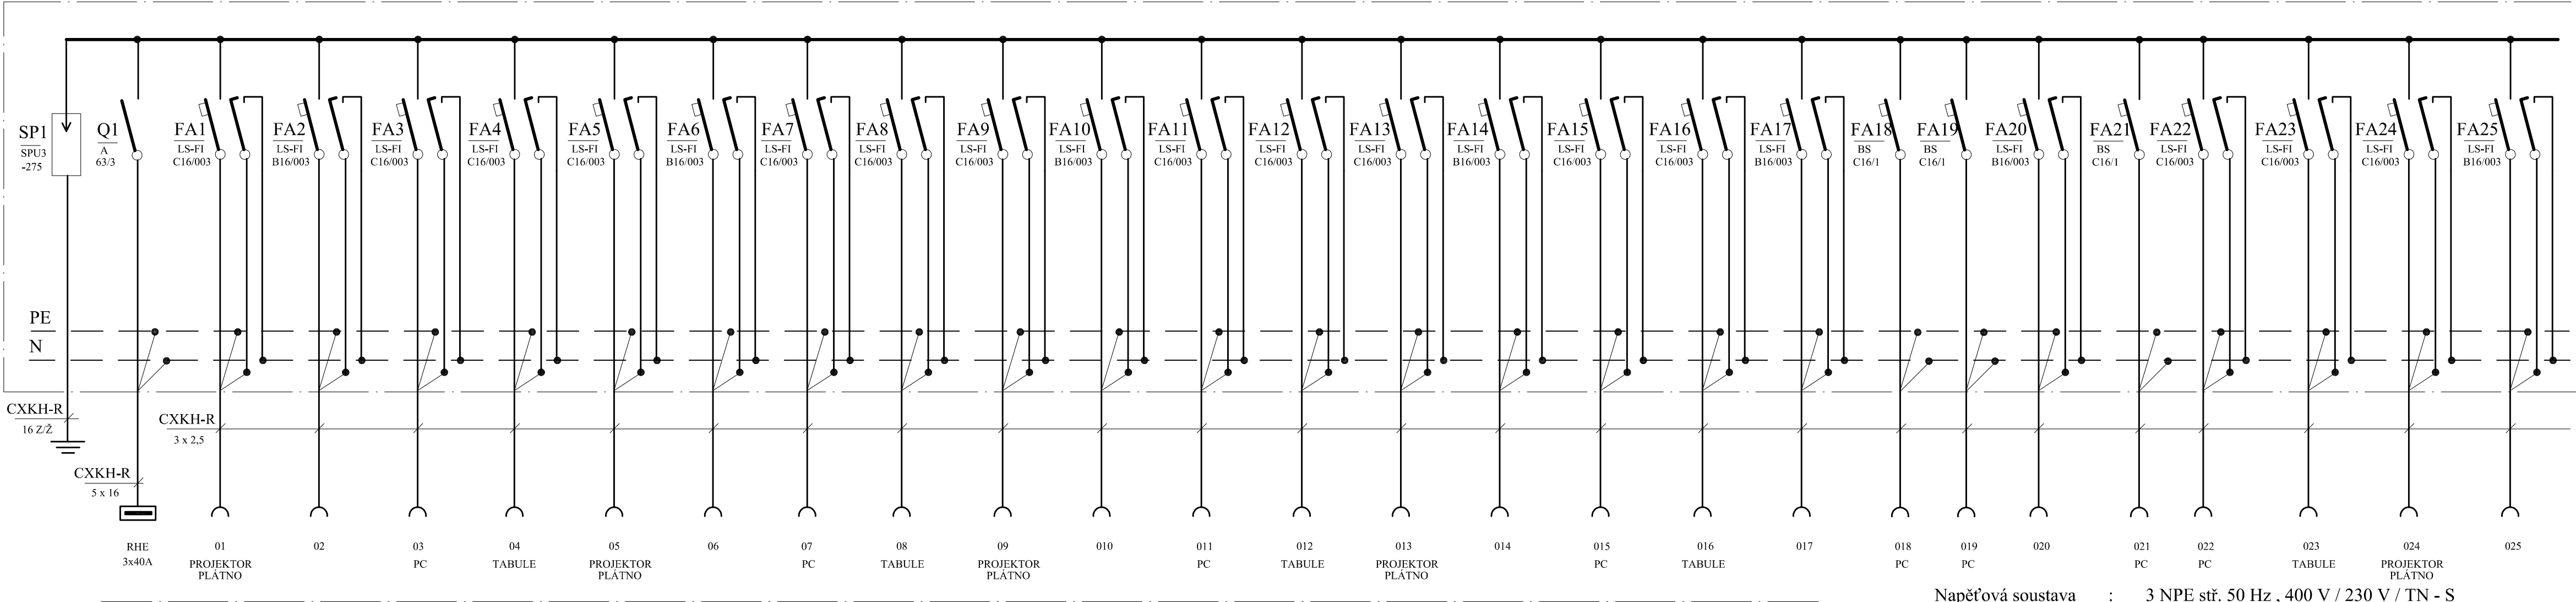 SP1
SPU3
-275
Q1
A
63/3
FA1
LS-FI
C16/003
FA2
LS-FI
B16/003
FA3
LS-FI
C16/003
FA4
LS-FI
C16/003
FA5
LS-FI
C16/003
FA6
LS-FI
B16/003
FA7
LS-FI
C16/003
FA8
LS-FI
C16/003
FA9
LS-FI
C16/003
FA10
LS-FI
B16/003
FA11
LS-FI
C16/003
FA12
LS-FI
C16/003
FA13
LS-FI
C16/003
FA14
LS-FI
B16/003
FA15
LS-FI
C16/003
FA16
LS-FI
C16/003
FA17
LS-FI
B16/003
FA18
BS
C16/1
FA19
BS
C16/1
FA20
LS-FI
B16/003
FA21
BS
C16/1
FA22
LS-FI
C16/003
FA23
LS-FI
C16/003
FA24
LS-FI
C16/003
FA25
LS-FI
B16/003
PE
N
CXKH-R
16 Z/Ž
CXKH-R
3 x 2,5
CXKH-R
5 x 16
RHE
3x40A
01
PROJEKTOR
PLÁTNO
02
03
PC
04
TABULE
05
PROJEKTOR
PLÁTNO
06
07
PC
08
TABULE
09
PROJEKTOR
PLÁTNO
010
011
PC
012
TABULE
013
PROJEKTOR
PLÁTNO
014
015
PC
016
TABULE
017
018
PC
019
PC
020
021
PC
022
PC
023
TABULE
024
PROJEKTOR
PLÁTNO
025
Napěťová soustava : 3 NPE stř. 50 Hz , 400 V / 230 V / TN - S